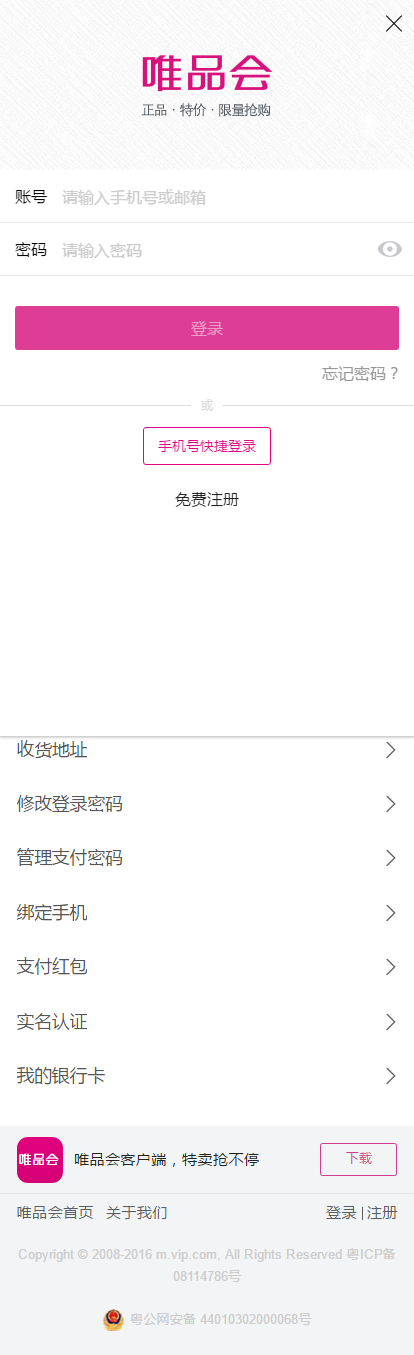 唯品会
正品 · 特价 · 限量抢购
账号 请输入手机号或邮箱
密码 请输入密码
登录
忘记密码？
或
手机号快捷登录
免费注册
收货地址
修改登录密码
管理支付密码
绑定手机
支付红包
实名认证
我的银行卡
唯品会 唯品会客户端，特卖抢不停 下载
唯品会首页 关于我们 登录 | 注册
Copyright © 2008-2016 m.vip.com, All Rights Reserved 粤ICP备
08114786号
粤公网安备 44010302000068号